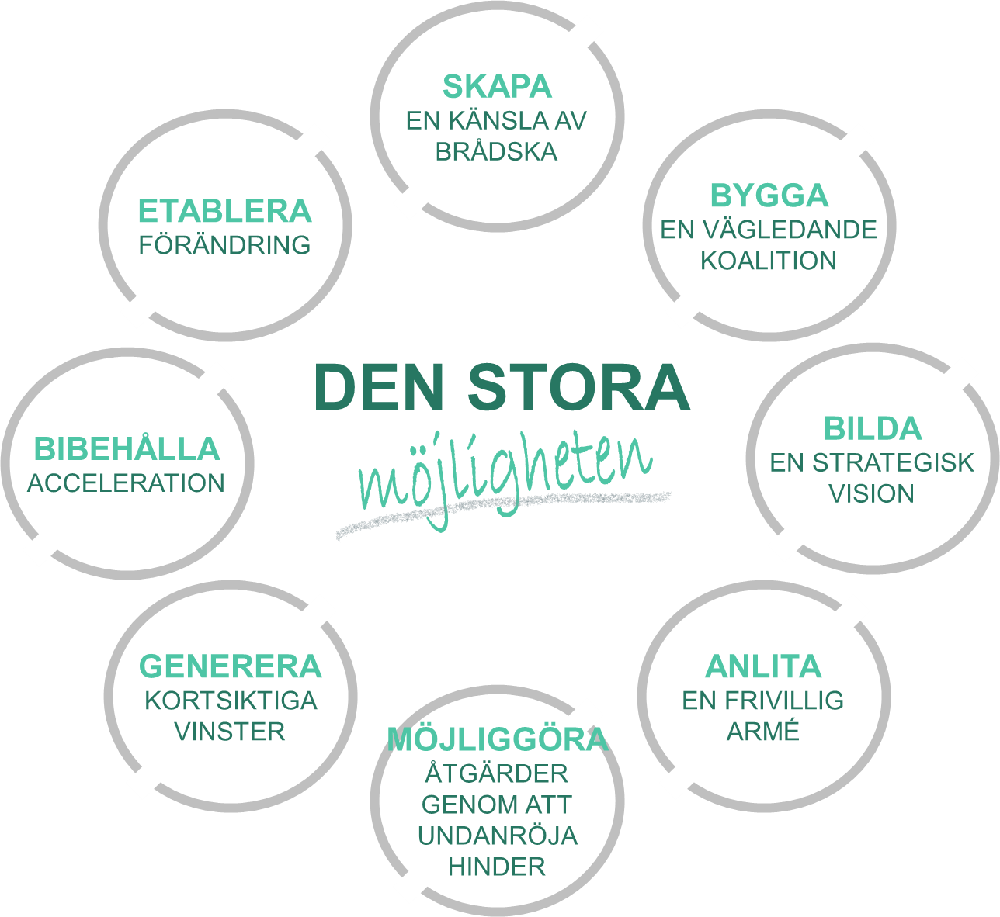 SKAPA
EN KÄNSLA AV
BRÅDSKA
BYGGA
EN VÄGLEDANDE
KOALITION
BILDA
EN STRATEGISK
VISION
ANLITA
EN FRIVILLIG
ARMÉ
MÖJLIGGÖRA
ÅTGÄRDER
GENOM ATT
UNDANRÖJA
HINDER
GENERERA
KORTSIKTIGA
VINSTER
BIBEHÅLLA
ACCELERATION
ETABLERA
FÖRÄNDRING
DEN STORA
möjligheten